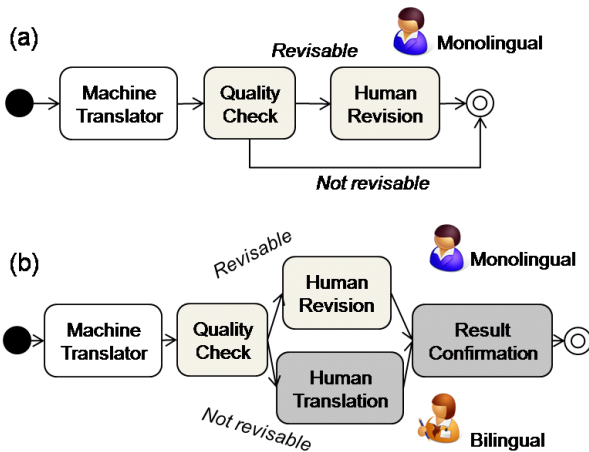 (a)
Monolingual
Revisable
Machine
Translator
Quality
Check
Human
Revision
Not revisable
(b)
Monolingual
Revisable
Human
Revision
Machine
Translator
Quality
Check
Result
Confirmation
Human
Translation
Not revisable
Bilingual